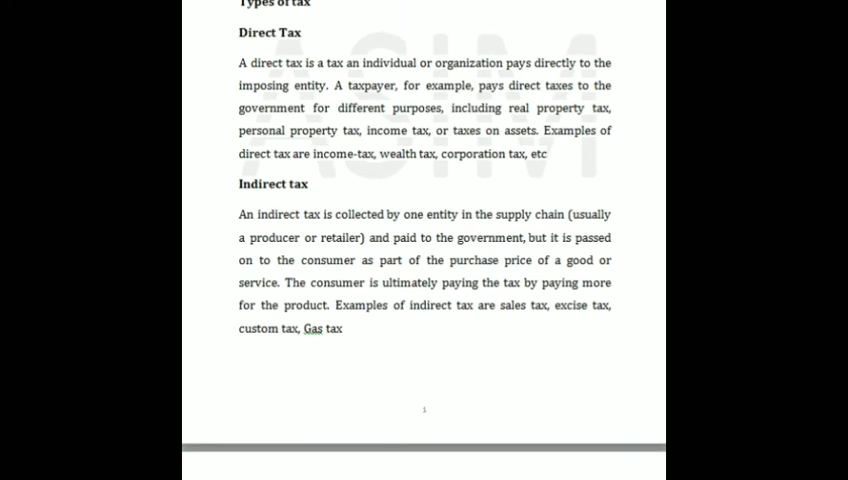 Types of tax
Direct Tax
A direct tax is a tax an individual or organization pays directly to the
imposing entity. A taxpayer, for example, pays direct taxes to the
government for different purposes, including real property tax,
personal property tax, income tax, or taxes on assets. Examples of
direct tax are income-tax, wealth tax, corporation tax, etc
Indirect tax
An indirect tax is collected by one entity in the supply chain (usually
a producer or retailer) and paid to the government, but it is passed
on to the consumer as part of the purchase price of a good or
service. The consumer is ultimately paying the tax by paying more
for the product. Examples of indirect tax are sales tax, excise tax,
custom tax, Gas tax
1
ASIM